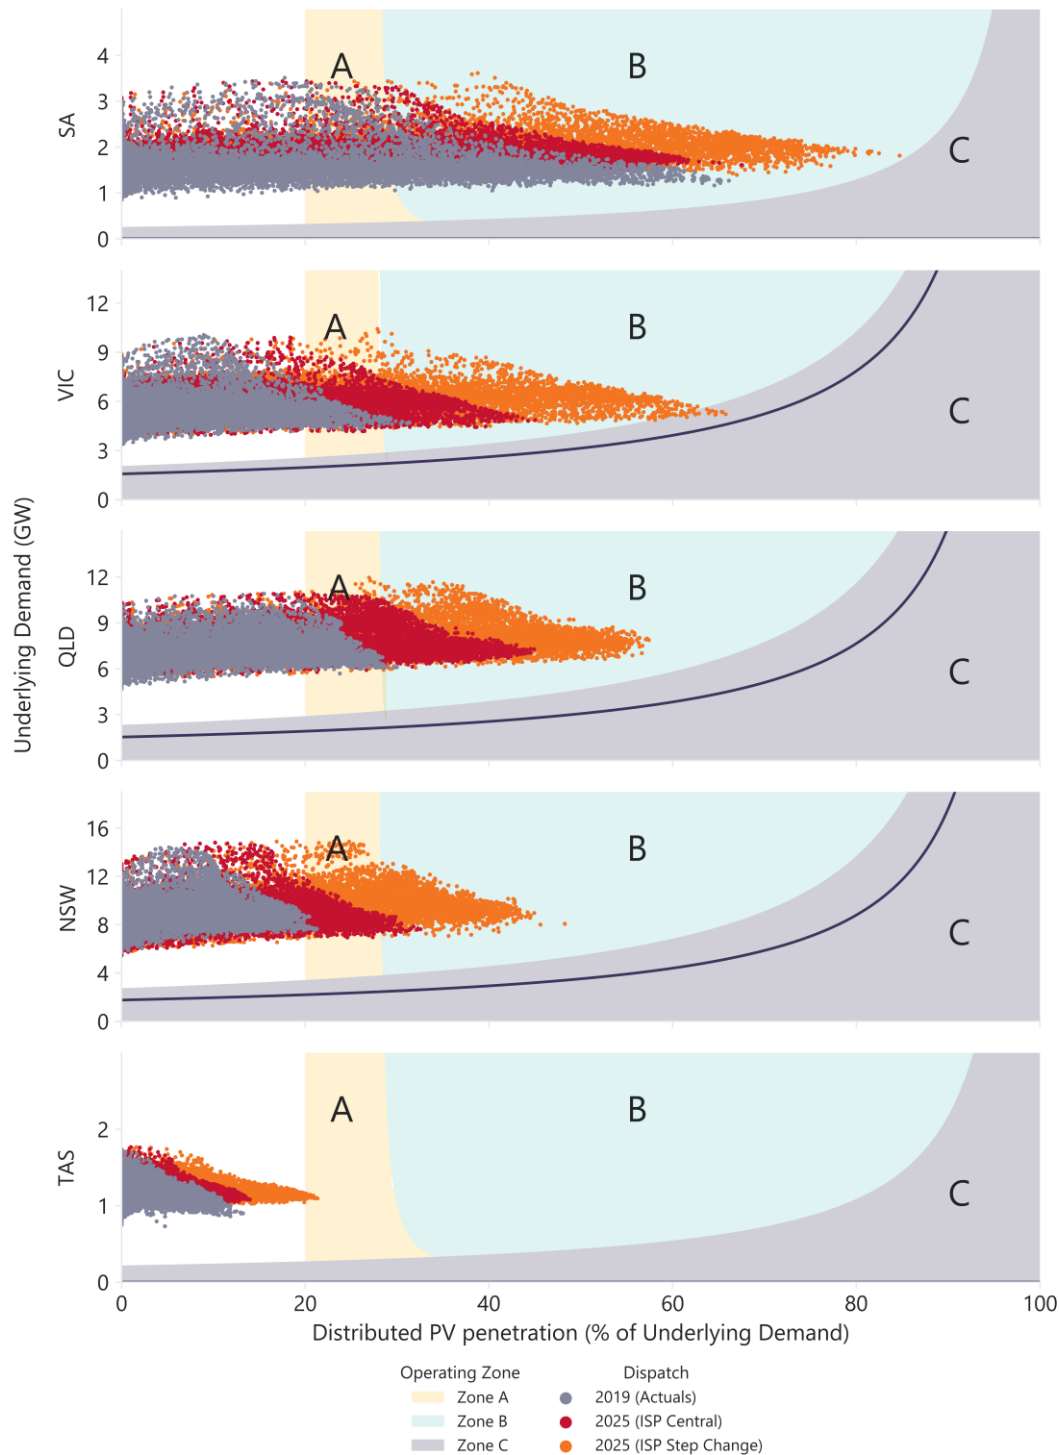 A
B
C
SA
4
3
2
1
0
A
B
C
VIC
12
9
6
3
0
A
B
C
QLD
12
9
6
3
0
A
B
C
NSW
16
12
8
4
0
A
B
C
TAS
2
1
0
Underlying Demand (GW)
0 20 40 60 80 100
Distributed PV penetration (% of Underlying Demand)
Operating Zone Dispatch
Zone A 2019 (Actuals)
Zone B 2025 (ISP Central)
Zone C 2025 (ISP Step Change)